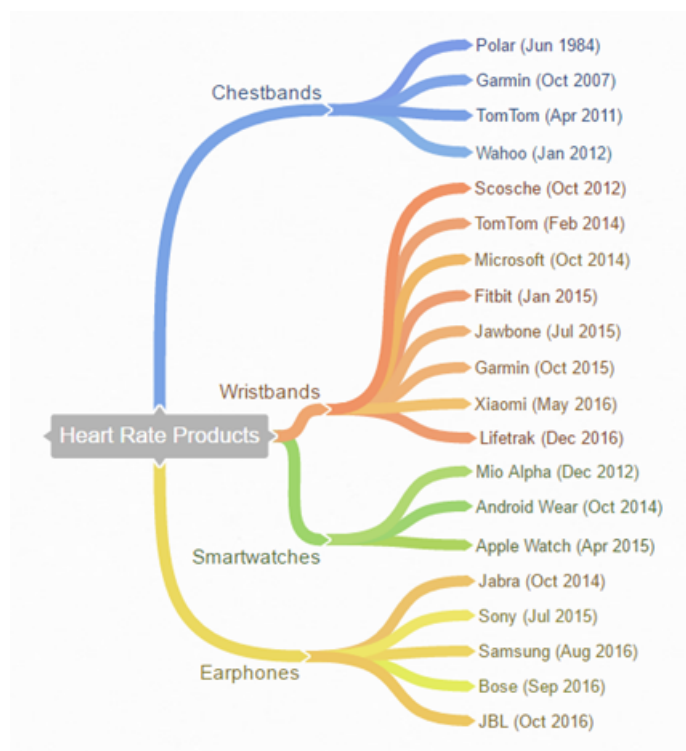 Chestbands
Polar (Jun 1984)
Garmin (Oct 2007)
TomTom (Apr 2011)
Wahoo (Jan 2012)
Heart Rate Products
Wristbands
Scosche (Oct 2012)
TomTom (Feb 2014)
Microsoft (Oct 2014)
Fitbit (Jan 2015)
Jawbone (Jul 2015)
Garmin (Oct 2015)
Xiaomi (May 2016)
Lifetrak (Dec 2016)
Smartwatches
Mio Alpha (Dec 2012)
Android Wear (Oct 2014)
Apple Watch (Apr 2015)
Earphones
Jabra (Oct 2014)
Sony (Jul 2015)
Samsung (Aug 2016)
Bose (Sep 2016)
JBL (Oct 2016)